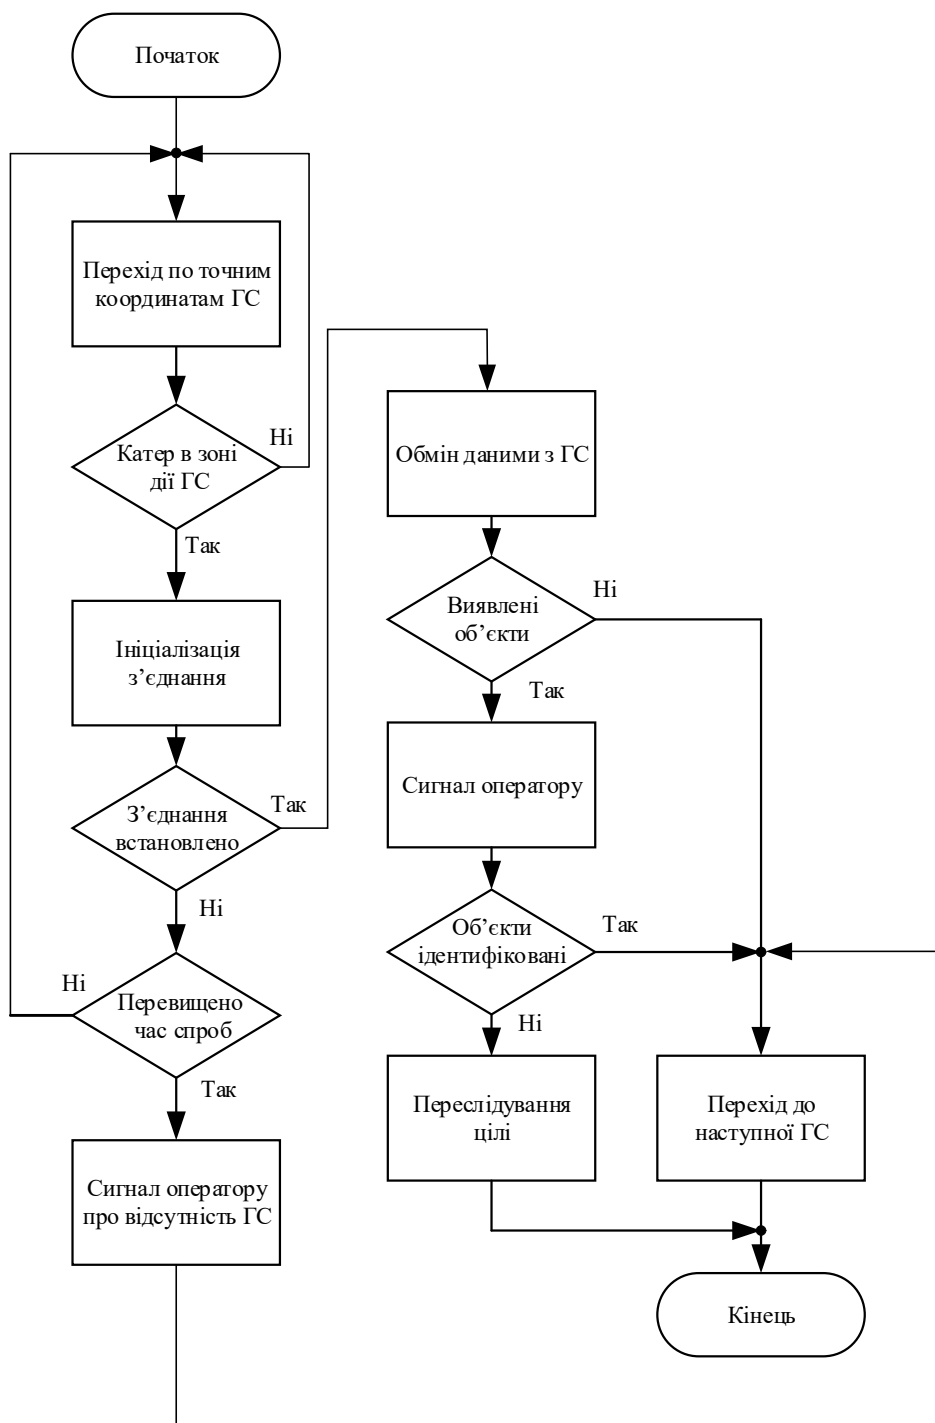 Початок
Перехід по точним
координатам ГС
Катер в зоні
дії ГС
Ні
Так
Ініціалізація
з’єднання
З’єднання
встановлено
Так
Ні
Перевищено
час спроб
Ні
Так
Сигнал оператору
про відсутність ГС
Обмін даними з ГС
Виявлені
об’єкти
Ні
Так
Сигнал оператору
Об’єкти
ідентифіковані
Так
Ні
Переслідування
цілі
Перехід до
наступної ГС
Кінець